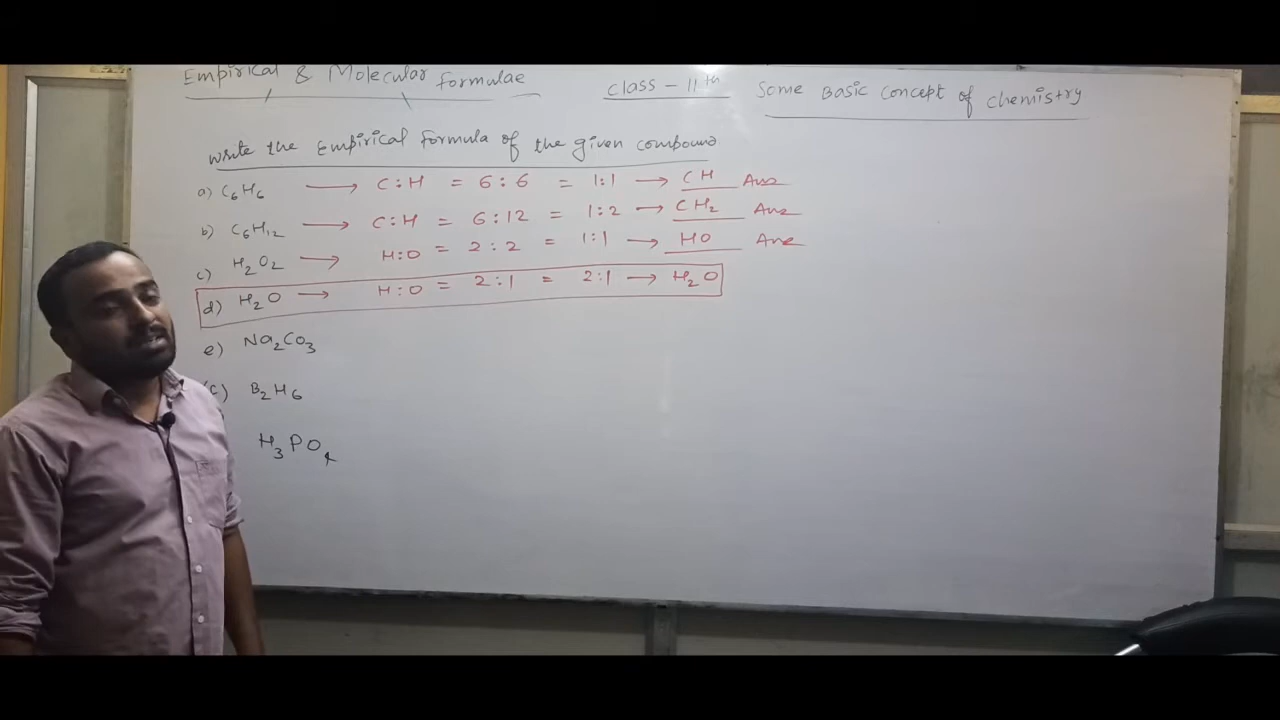 Empirical & Molecular formulae
Class - 11th
Some Basic Concept of Chemistry
Write the Empirical formula of the given compound
a) C6H6 → C:H = 6:6 = 1:1 → CH Ans
b) C6H12 → C:H = 6:12 = 1:2 → CH2 Ans
c) H2O2 → H:O = 2:2 = 1:1 → HO Ans
d) H2O → H:O = 2:1 = 2:1 → H2O
e) Na2CO3
B2H6
H3PO4